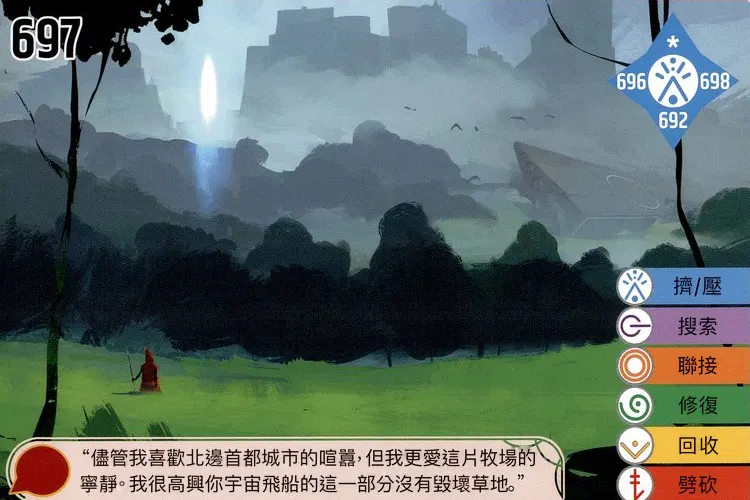 697
*
696
698
692
擠/壓
搜索
聯接
修復
回收
劈砍
“儘管我喜歡北邊首都城市的喧囂，但我更愛這片牧場的
寧靜。我很高興你宇宙飛船的這一部分沒有毀壞草地。”